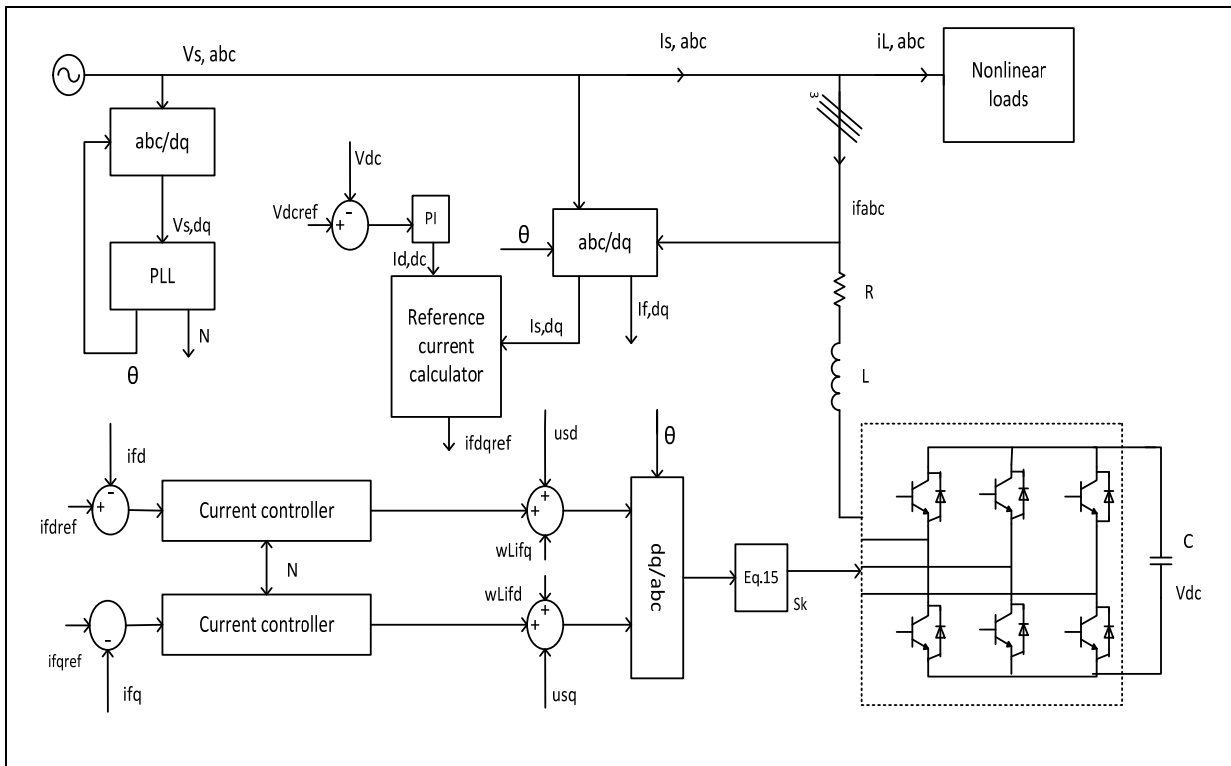 Vs, abc
Is, abc
iL, abc
Nonlinear
loads
3
abc/dq
Vdc
Vdcref
-
+
PI
ifabc
Vs,dq
θ
abc/dq
PLL
Id,dc
R
Reference
current
calculator
Is,dq
If,dq
N
θ
L
ifdqref
usd
θ
ifd
-
+
ifdref
Current controller
+
+
+
wLifq
N
dq/abc
Eq.15
Sk
C
Vdc
wLifd
Current controller
+
+
+
-
ifqref
ifq
usq